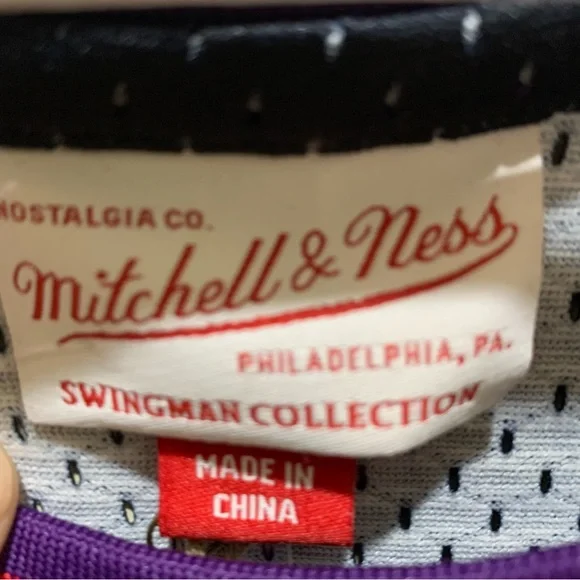 NOSTALGIA CO.
Mitchell & Ness
PHILADELPHIA, PA.
SWINGMAN COLLECTION
MADE IN
CHINA